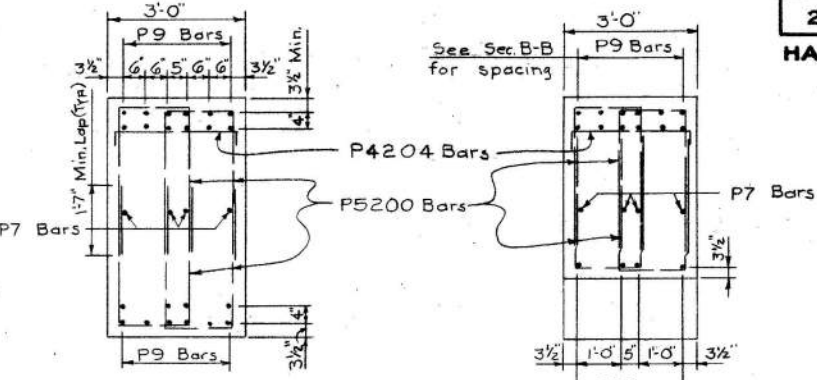 3'-0"
P9 Bars
3½" 6" 6" 5" 6" 6" 3½"
3½" Min.
4"
1'-7" Min. Lap (Typ)
P7 Bars
4"
3½"
P9 Bars
P4204 Bars
P5200 Bars
3'-0"
See Sec. B-B
for spacing
P9 Bars
P7 Bars
3½"
3½" 1'-0" 5" 1'-0" 3½"
2
HA